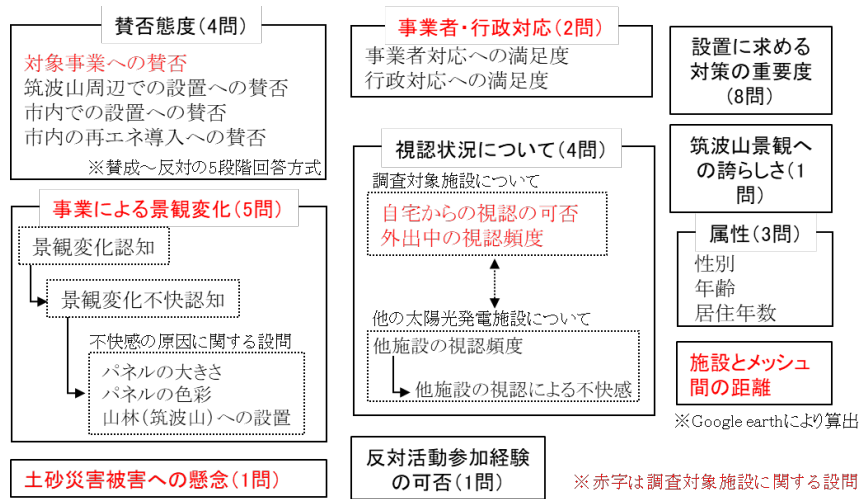 賛否態度(4問)
対象事業への賛否
筑波山周辺での設置への賛否
市内での設置への賛否
市内の再エネ導入への賛否
※賛成～反対の5段階回答方式
事業による景観変化(5問)
景観変化認知
景観変化不快認知
不快感の原因に関する設問
パネルの大きさ
パネルの色彩
山林(筑波山)への設置
土砂災害被害への懸念(1問)
事業者・行政対応(2問)
事業者対応への満足度
行政対応への満足度
視認状況について(4問)
調査対象施設について
自宅からの視認の可否
外出中の視認頻度
他の太陽光発電施設について
他施設の視認頻度
他施設の視認による不快感
反対活動参加経験
の可否(1問)
設置に求める
対策の重要度
(8問)
筑波山景観へ
の誇らしさ(1
問)
属性(3問)
性別
年齢
居住年数
施設とメッシュ
間の距離
※Google earthにより算出
※赤字は調査対象施設に関する設問